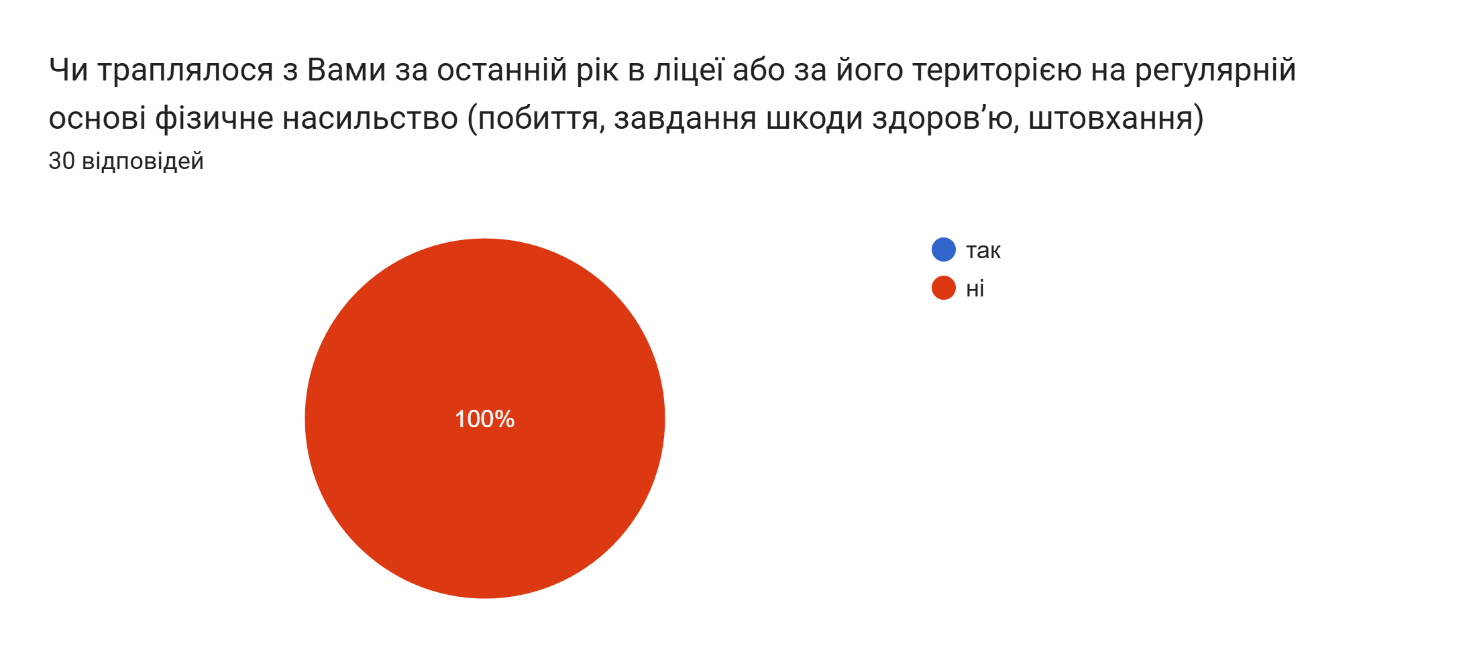 Чи траплялося з Вами за останній рік в ліцеї або за його територією на регулярній
основі фізичне насильство (побиття, завдання шкоди здоров’ю, штовхання)
30 відповідей
так
ні
100%